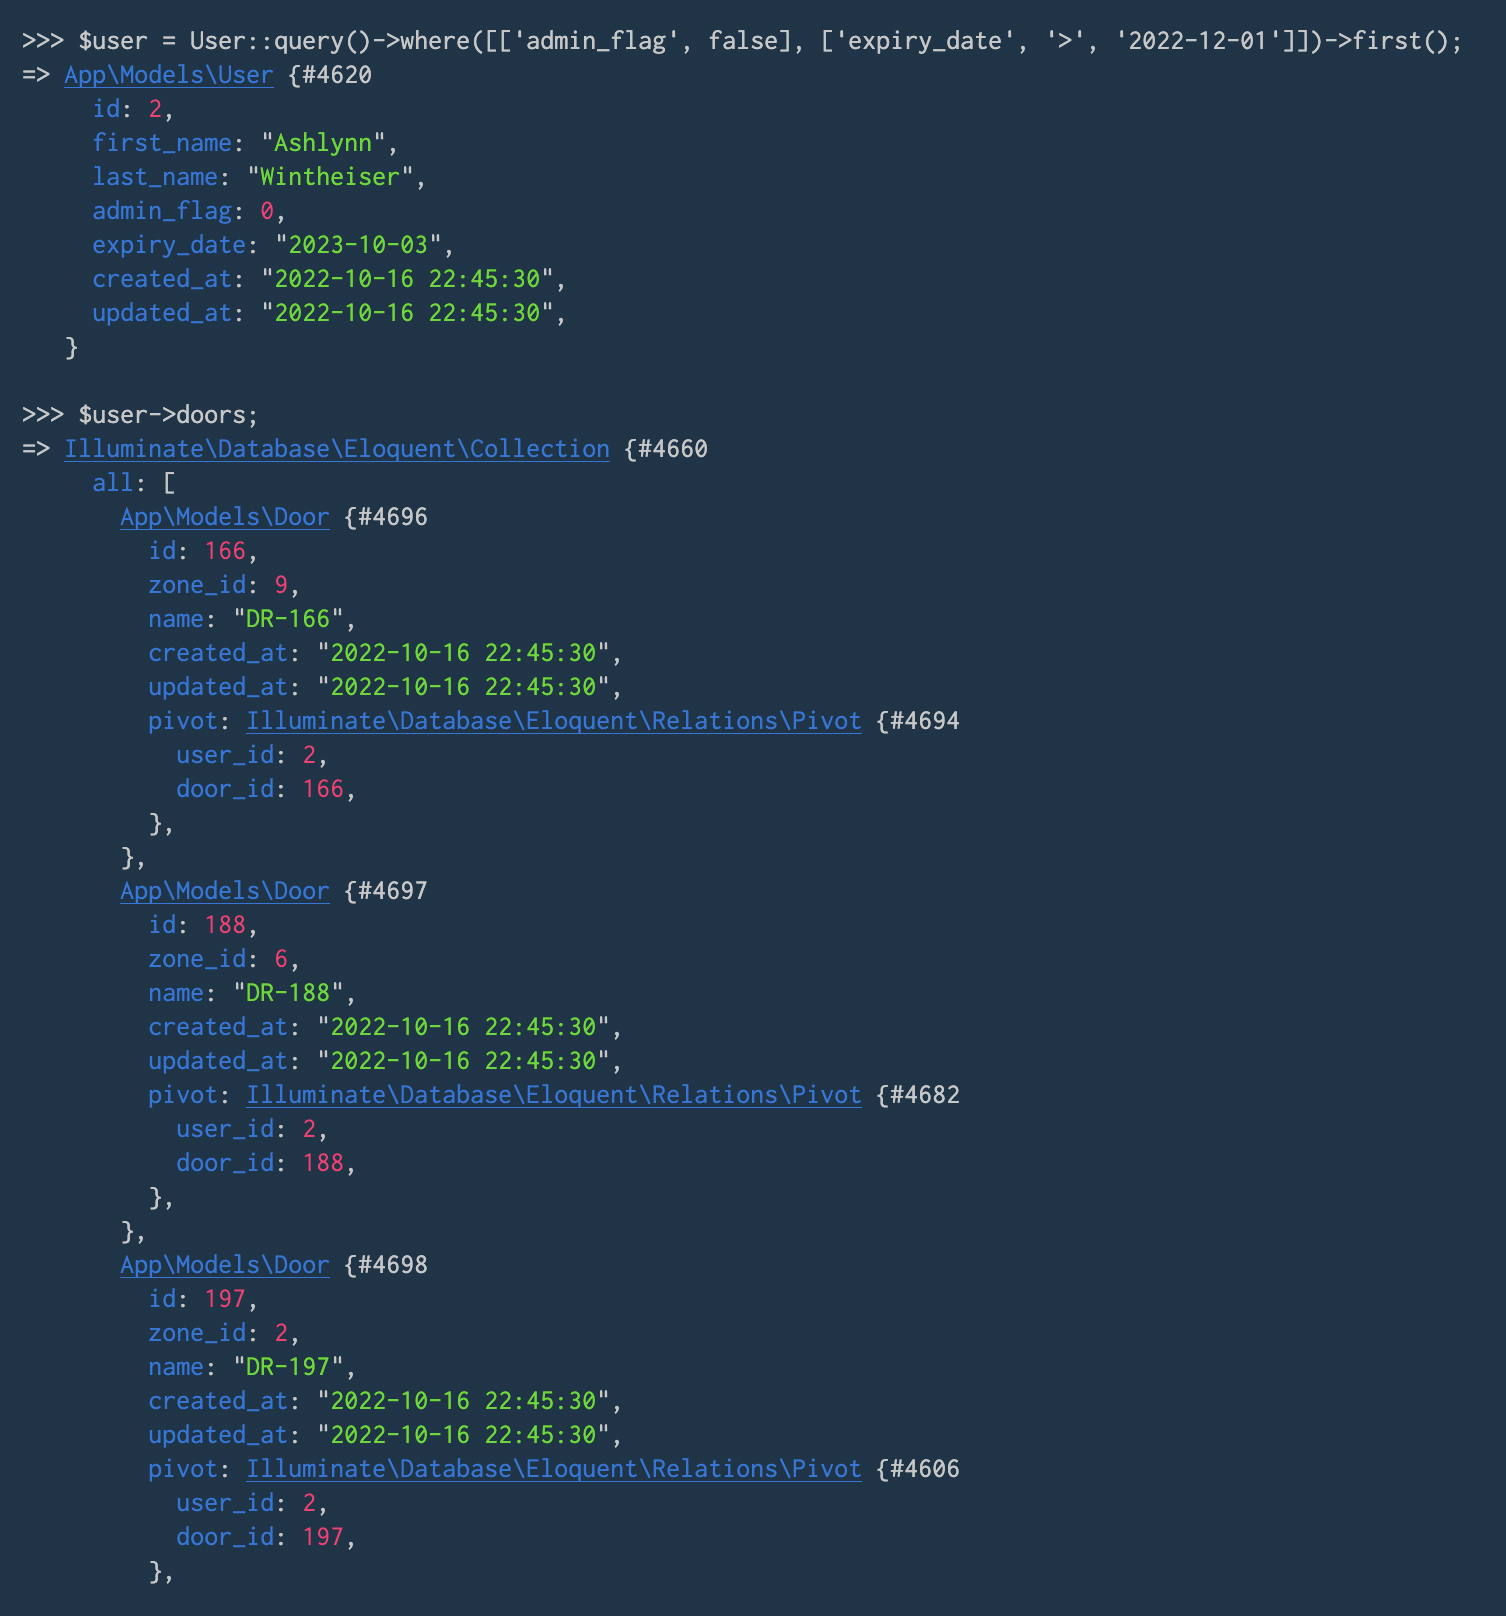 >>> $user = User::query()->where([['admin_flag', false], ['expiry_date', '>', '2022-12-01']])->first();
=> App\Models\User {#4620
     id: 2,
     first_name: "Ashlynn",
     last_name: "Wintheiser",
     admin_flag: 0,
     expiry_date: "2023-10-03",
     created_at: "2022-10-16 22:45:30",
     updated_at: "2022-10-16 22:45:30",
   }

>>> $user->doors;
=> Illuminate\Database\Eloquent\Collection {#4660
     all: [
       App\Models\Door {#4696
         id: 166,
         zone_id: 9,
         name: "DR-166",
         created_at: "2022-10-16 22:45:30",
         updated_at: "2022-10-16 22:45:30",
         pivot: Illuminate\Database\Eloquent\Relations\Pivot {#4694
           user_id: 2,
           door_id: 166,
         },
       },
       App\Models\Door {#4697
         id: 188,
         zone_id: 6,
         name: "DR-188",
         created_at: "2022-10-16 22:45:30",
         updated_at: "2022-10-16 22:45:30",
         pivot: Illuminate\Database\Eloquent\Relations\Pivot {#4682
           user_id: 2,
           door_id: 188,
         },
       },
       App\Models\Door {#4698
         id: 197,
         zone_id: 2,
         name: "DR-197",
         created_at: "2022-10-16 22:45:30",
         updated_at: "2022-10-16 22:45:30",
         pivot: Illuminate\Database\Eloquent\Relations\Pivot {#4606
           user_id: 2,
           door_id: 197,
         },